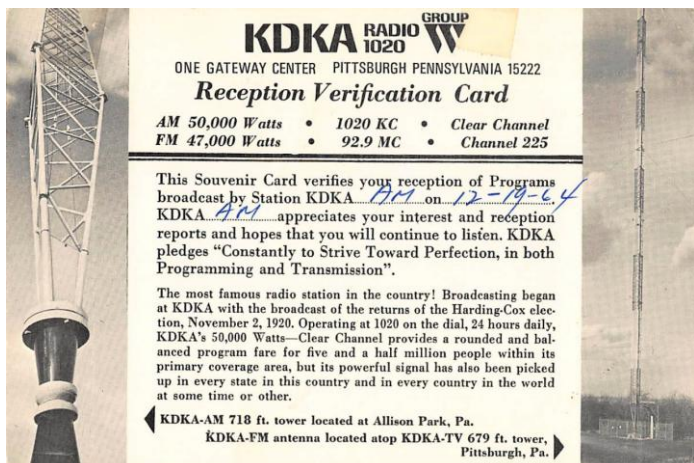 KDKA RADIO 1020 GROUP W
ONE GATEWAY CENTER PITTSBURGH PENNSYLVANIA 15222
Reception Verification Card
AM 50,000 Watts • 1020 KC • Clear Channel
FM 47,000 Watts • 92.9 MC • Channel 225
This Souvenir Card verifies your reception of Programs
broadcast by Station KDKA AM on 12-19-64
KDKA AM appreciates your interest and reception
reports and hopes that you will continue to listen. KDKA
pledges “Constantly to Strive Toward Perfection, in both
Programming and Transmission”.
The most famous radio station in the country! Broadcasting began
at KDKA with the broadcast of the returns of the Harding-Cox elec-
tion, November 2, 1920. Operating at 1020 on the dial, 24 hours daily,
KDKA's 50,000 Watts—Clear Channel provides a rounded and bal-
anced program fare for five and a half million people within its
primary coverage area, but its powerful signal has also been picked
up in every state in this country and in every country in the world
at some time or other.
KDKA-AM 718 ft. tower located at Allison Park, Pa.
KDKA-FM antenna located atop KDKA-TV 679 ft. tower,
Pittsburgh, Pa.